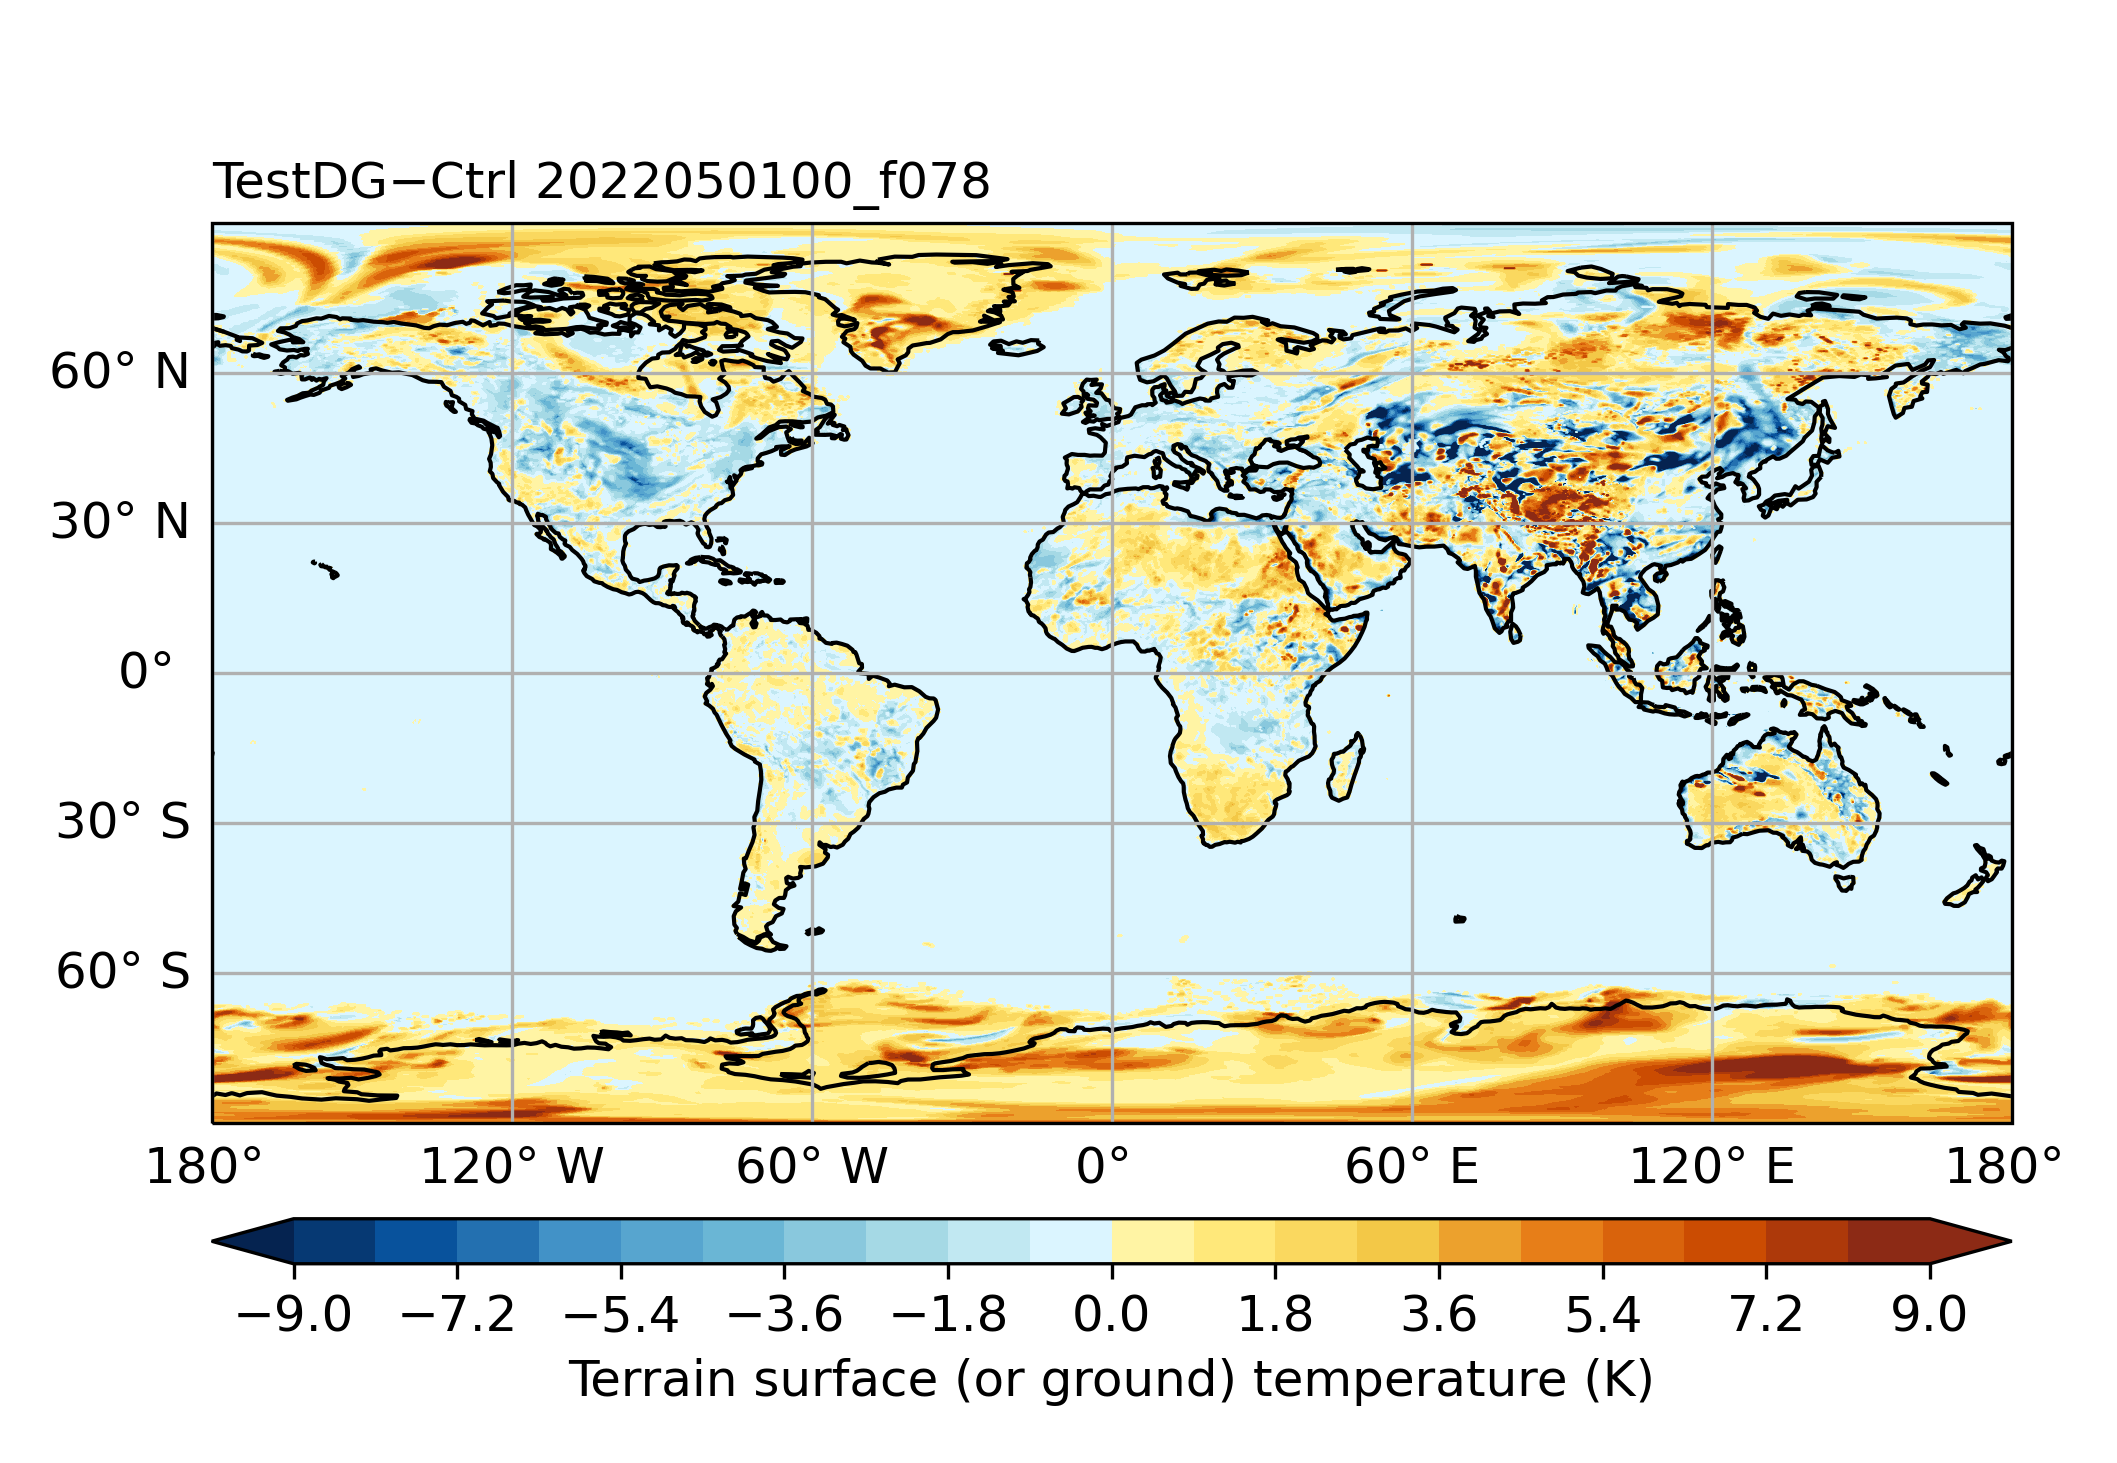 TestDG−Ctrl 2022050100_f078
60° N
30° N
0°
30° S
60° S
180° 120° W 60° W 0° 60° E 120° E 180°
−9.0 −7.2 −5.4 −3.6 −1.8 0.0 1.8 3.6 5.4 7.2 9.0
Terrain surface (or ground) temperature (K)